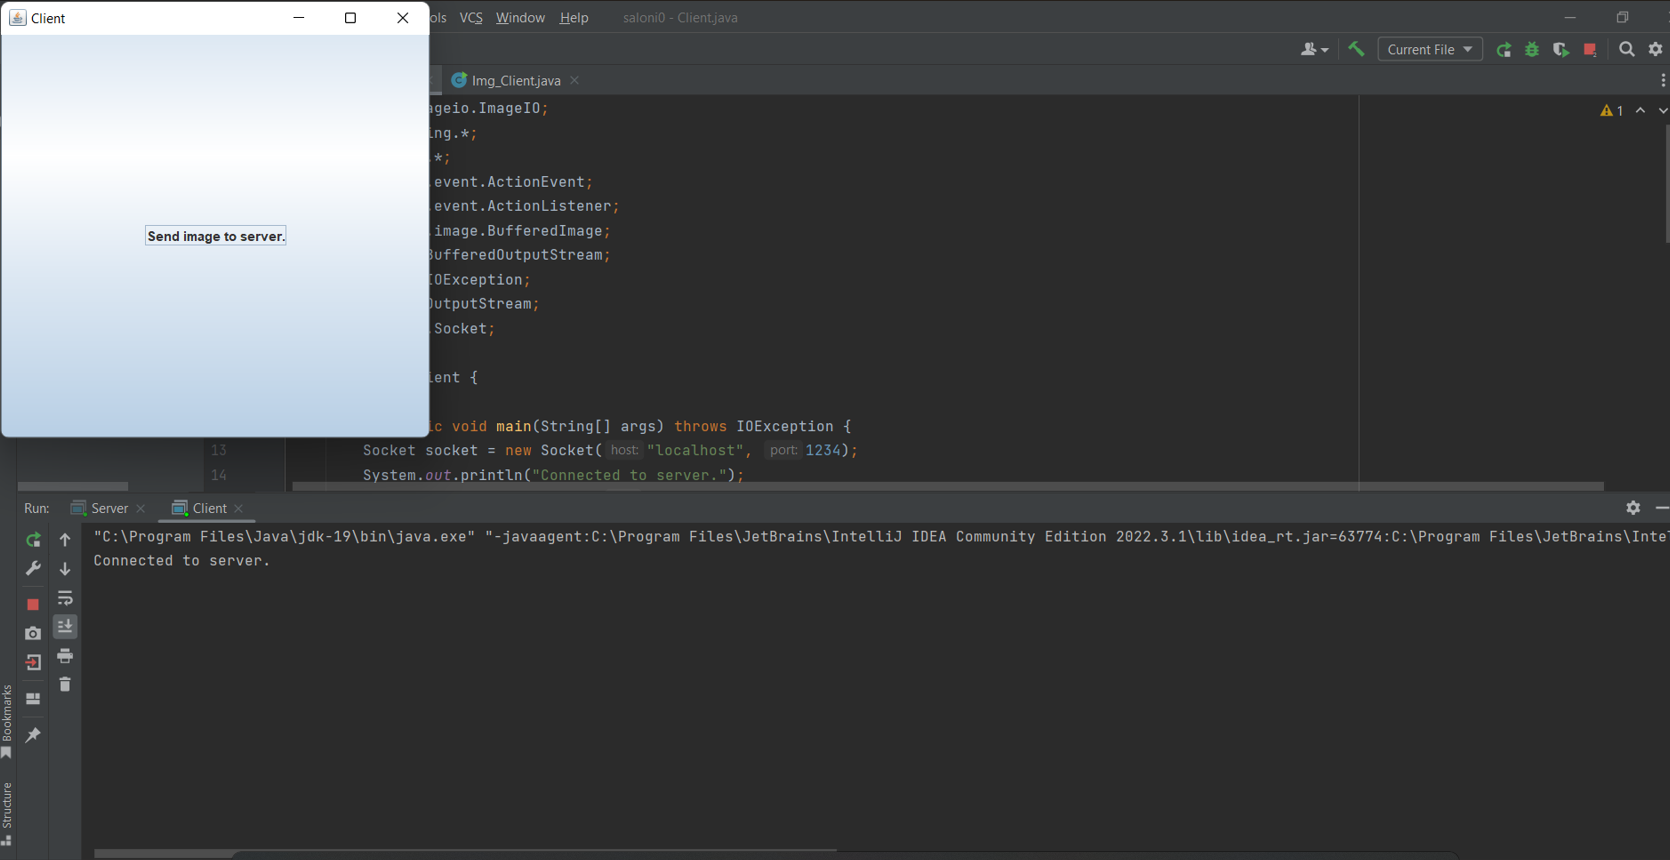 Client
ols VCS Window Help saloni0 - Client.java
Current File
Img_Client.java
ageio.ImageIO;
ing.*;
.*;
.event.ActionEvent;
.event.ActionListener;
.image.BufferedImage;
BufferedOutputStream;
IOException;
OutputStream;
.Socket;
ient {
ic void main(String[] args) throws IOException {
13 Socket socket = new Socket( host: "localhost", port: 1234);
14 System.out.println("Connected to server.");
1
Send image to server.
Run: Server Client
"C:\Program Files\Java\jdk-19\bin\java.exe" "-javaagent:C:\Program Files\JetBrains\IntelliJ IDEA Community Edition 2022.3.1\lib\idea_rt.jar=63774:C:\Program Files\JetBrains\Inte
Connected to server.
Bookmarks
Structure